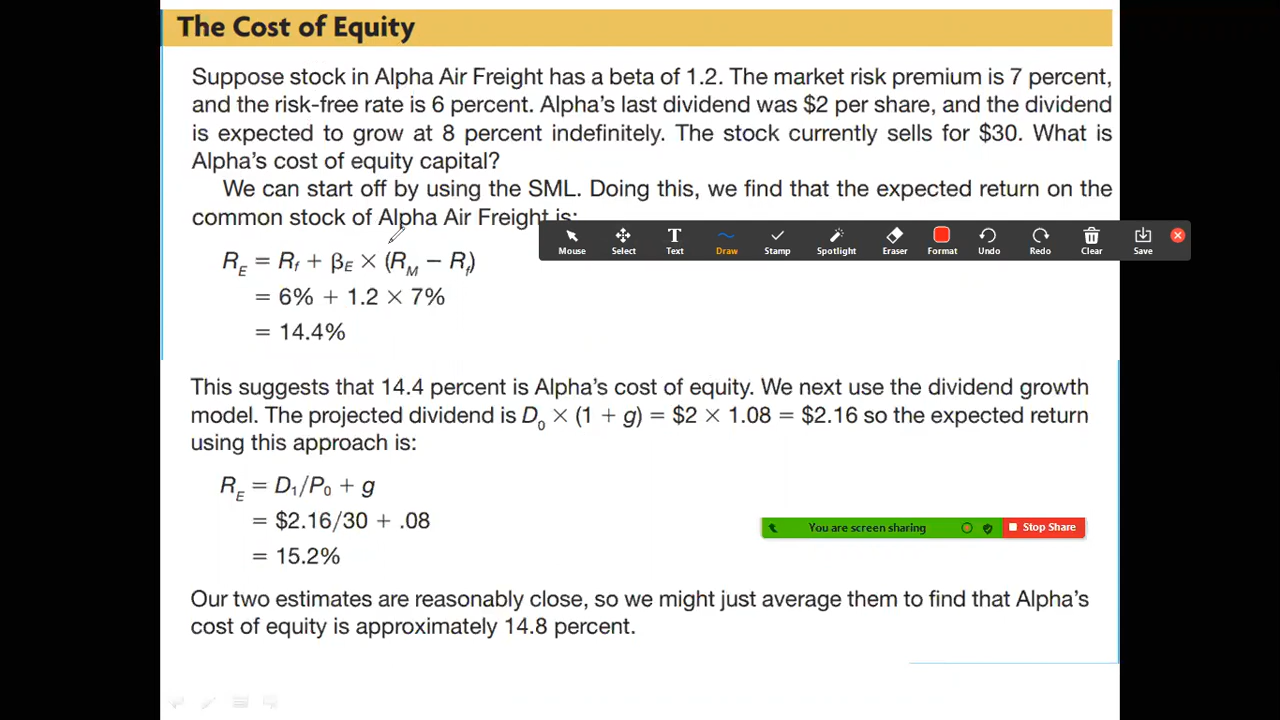 The Cost of Equity
Suppose stock in Alpha Air Freight has a beta of 1.2. The market risk premium is 7 percent,
and the risk-free rate is 6 percent. Alpha's last dividend was $2 per share, and the dividend
is expected to grow at 8 percent indefinitely. The stock currently sells for $30. What is
Alpha's cost of equity capital?
We can start off by using the SML. Doing this, we find that the expected return on the
common stock of Alpha Air Freight is:
Mouse Select Text Draw Stamp Spotlight Eraser Format Undo Redo Clear Save
R_E = R_f + β_E × (R_M − R_f)
= 6% + 1.2 × 7%
= 14.4%
This suggests that 14.4 percent is Alpha's cost of equity. We next use the dividend growth
model. The projected dividend is D₀ × (1 + g) = $2 × 1.08 = $2.16 so the expected return
using this approach is:
R_E = D₁/P₀ + g
= $2.16/30 + .08
You are screen sharing Stop Share
= 15.2%
Our two estimates are reasonably close, so we might just average them to find that Alpha's
cost of equity is approximately 14.8 percent.